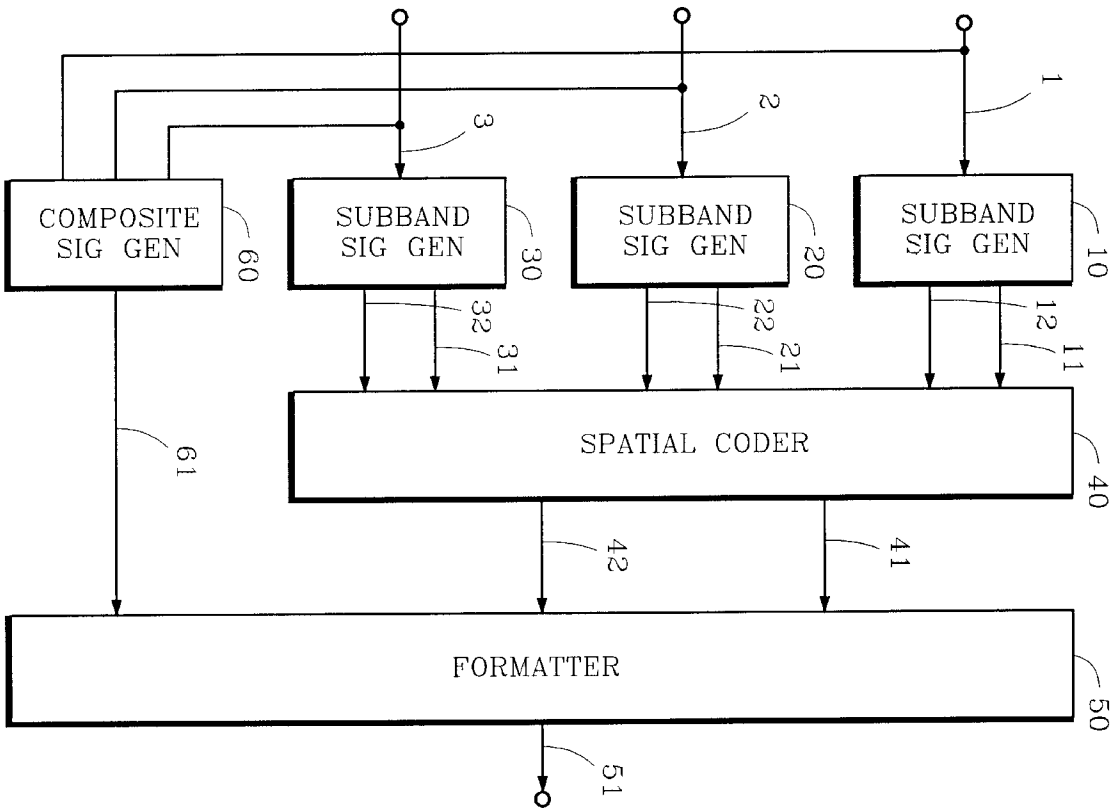 1
2
3
COMPOSITE
SIG GEN
60
SUBBAND
SIG GEN
30
SUBBAND
SIG GEN
20
SUBBAND
SIG GEN
10
32
31
22
21
12
11
SPATIAL CODER
40
61
42
41
FORMATTER
50
51